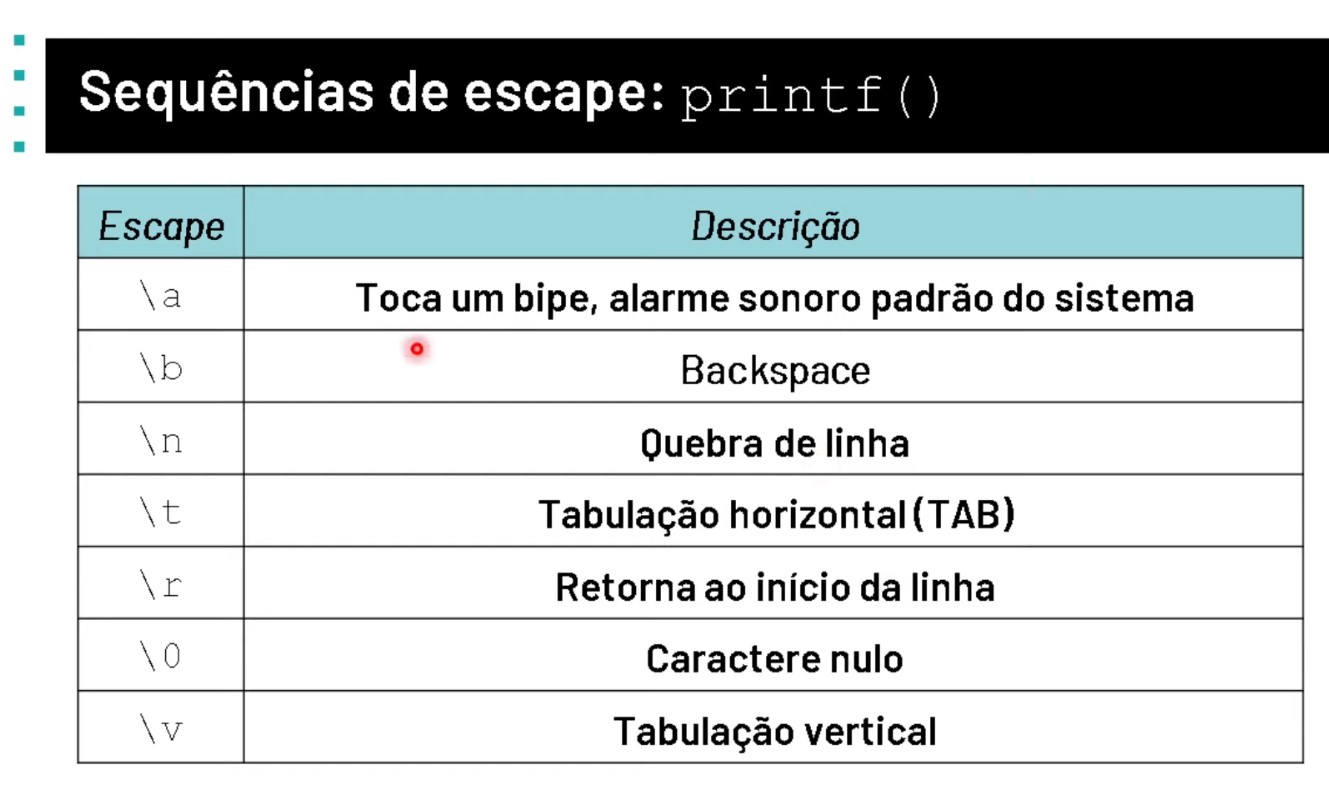 Sequências de escape: printf()
Escape Descrição
\a Toca um bipe, alarme sonoro padrão do sistema
\b Backspace
\n Quebra de linha
\t Tabulação horizontal (TAB)
\r Retorna ao início da linha
\0 Caractere nulo
\v Tabulação vertical